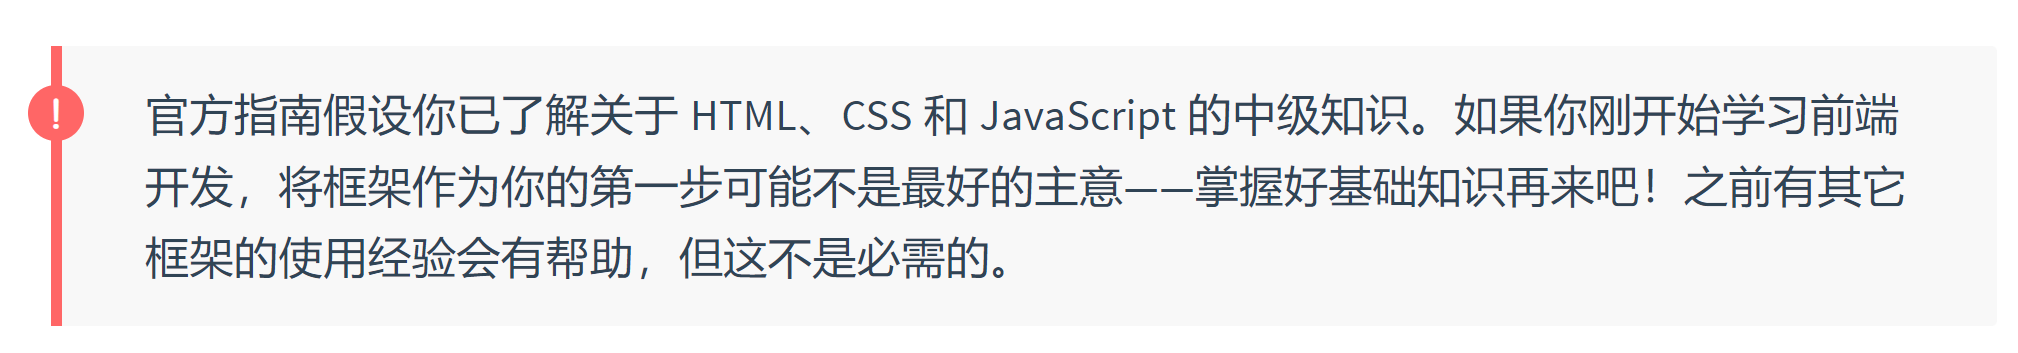 !
官方指南假设你已了解关于 HTML、CSS 和 JavaScript 的中级知识。如果你刚开始学习前端
开发，将框架作为你的第一步可能不是最好的主意——掌握好基础知识再来吧！之前有其它
框架的使用经验会有帮助，但这不是必需的。